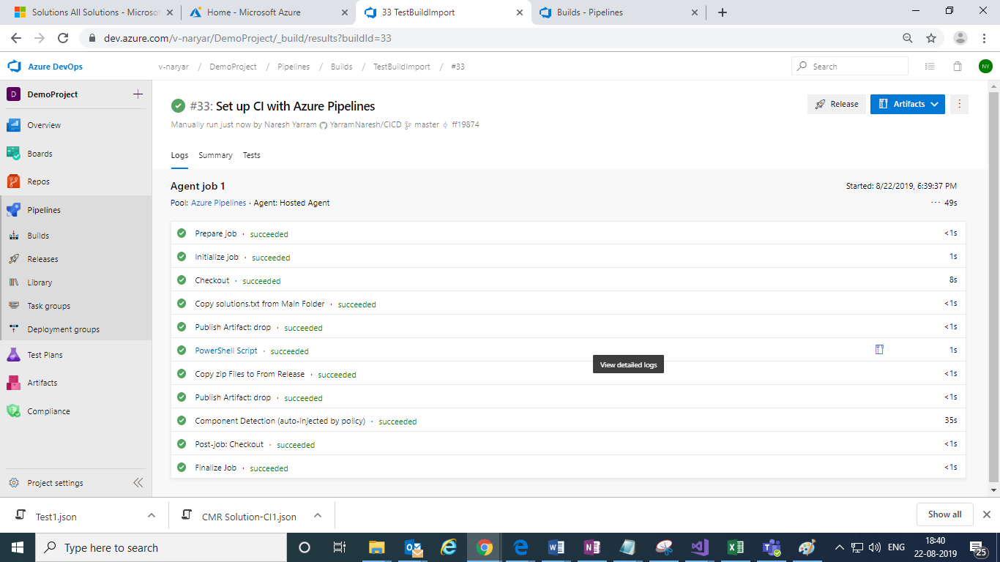 Solutions All Solutions - Microsof
Home - Microsoft Azure
33 TestBuildImport
Builds - Pipelines
dev.azure.com/v-naryar/DemoProject/_build/results?buildId=33
Azure DevOps
v-naryar / DemoProject / Pipelines / Builds / TestBuildImport / #33
Search
NY
D DemoProject
Overview
Boards
Repos
Pipelines
Builds
Releases
Library
Task groups
Deployment groups
Test Plans
Artifacts
Compliance
Project settings
#33: Set up CI with Azure Pipelines
Manually run just now by Naresh Yarram YarramNaresh/CICD master ff19874
Release
Artifacts
Logs Summary Tests
Agent job 1
Started: 8/22/2019, 6:39:37 PM
Pool: Azure Pipelines · Agent: Hosted Agent
··· 49s
Prepare job · succeeded <1s
Initialize job · succeeded 1s
Checkout · succeeded 8s
Copy solutions.txt from Main Folder · succeeded <1s
Publish Artifact: drop · succeeded <1s
PowerShell Script · succeeded 1s
View detailed logs
Copy zip Files to From Release · succeeded <1s
Publish Artifact: drop · succeeded <1s
Component Detection (auto-injected by policy) · succeeded 35s
Post-job: Checkout · succeeded <1s
Finalize Job · succeeded <1s
Test1.json
CMR Solution-CI1.json
Show all
Type here to search
ENG
18:40
22-08-2019
25